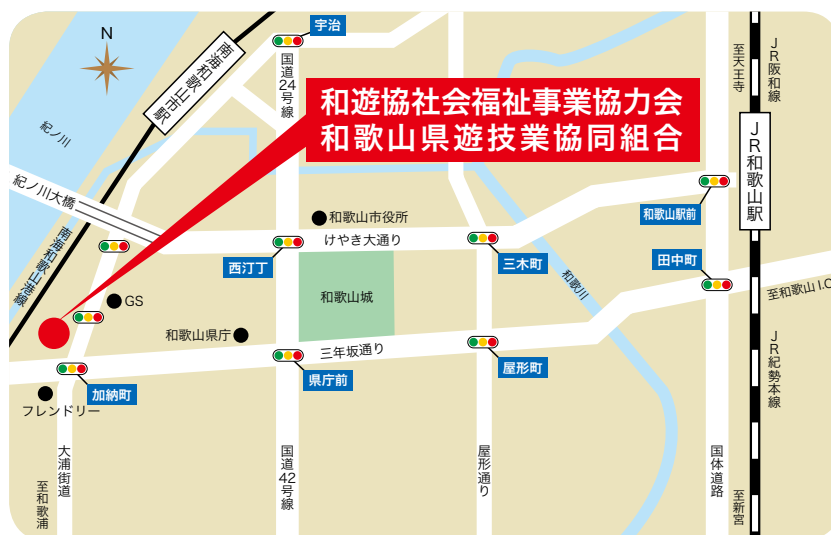 宇治
N
南海和歌山市駅
国道24号線
至天王寺
JR阪和線
和遊協社会福祉事業協力会
和歌山県遊技業協同組合
紀ノ川
JR和歌山駅
紀ノ川大橋
和歌山駅前
和歌山市役所
けやき大通り
南海和歌山港線
西汀丁
三木町
田中町
和歌川
至和歌山I.C
GS
和歌山城
和歌山県庁
三年坂通り
JR紀勢本線
加納町
県庁前
屋形町
フレンドリー
大浦街道
国道42号線
屋形通り
国体道路
至和歌浦
至新宮